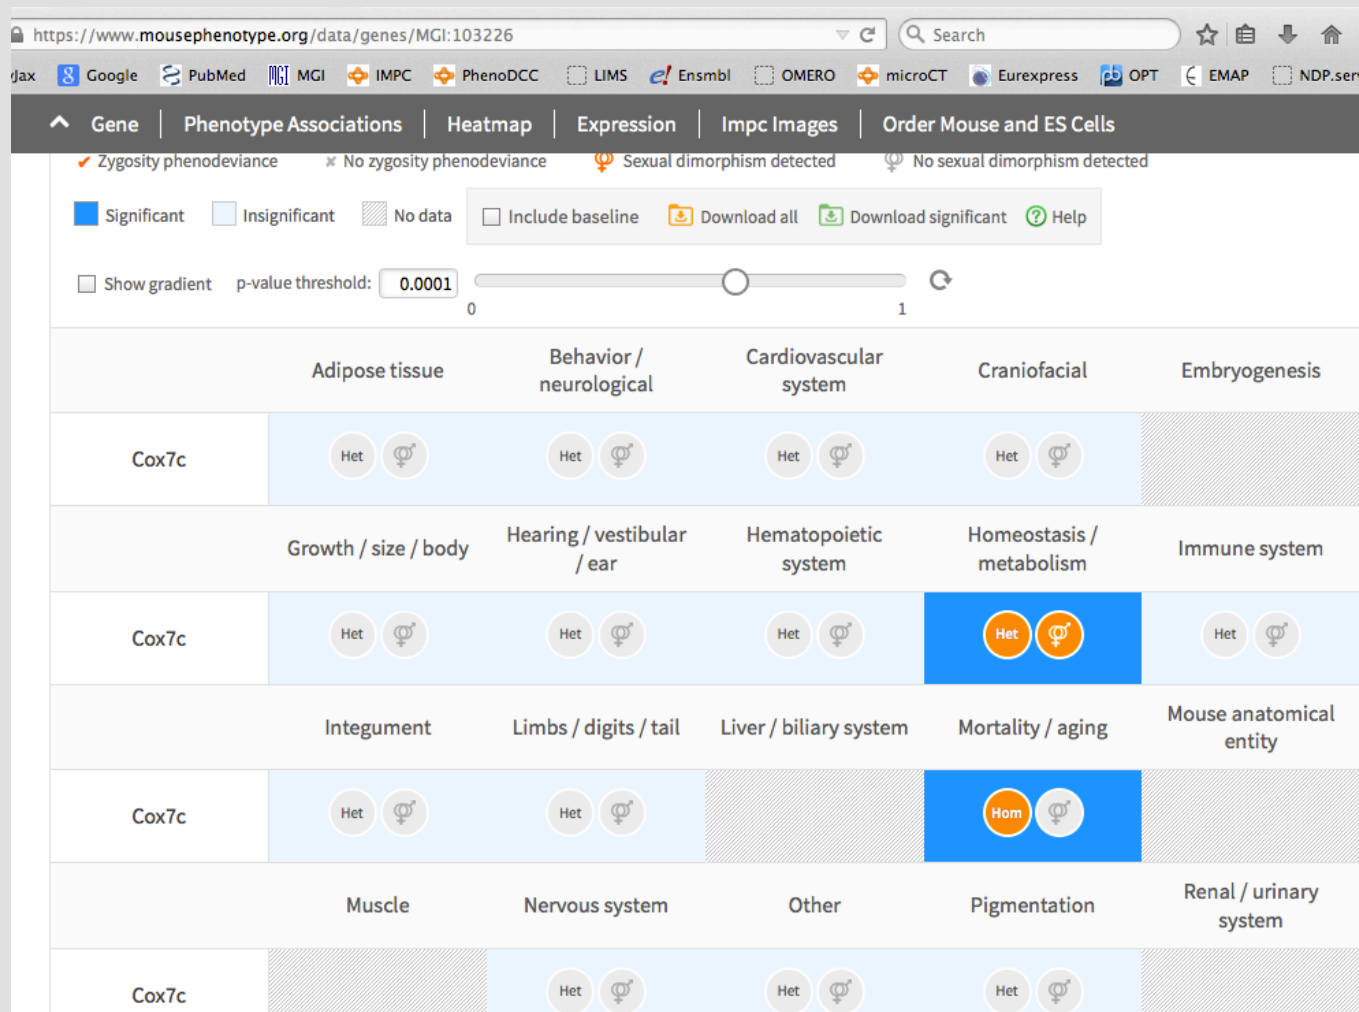 https://www.mousephenotype.org/data/genes/MGI:103226
Search
Jax Google PubMed MGI IMPC PhenoDCC LIMS Ensmbl OMERO microCT Eurexpress OPT EMAP NDP.serv
Gene Phenotype Associations Heatmap Expression Impc Images Order Mouse and ES Cells
Zygosity phenodeviance No zygosity phenodeviance Sexual dimorphism detected No sexual dimorphism detected
Significant Insignificant No data Include baseline Download all Download significant Help
Show gradient p-value threshold: 0.0001
0 1
Adipose tissue Behavior / neurological Cardiovascular system Craniofacial Embryogenesis
Cox7c Het Het Het Het
Growth / size / body Hearing / vestibular / ear Hematopoietic system Homeostasis / metabolism Immune system
Cox7c Het Het Het Het Het
Integument Limbs / digits / tail Liver / biliary system Mortality / aging Mouse anatomical entity
Cox7c Het Het Hom
Muscle Nervous system Other Pigmentation Renal / urinary system
Cox7c Het Het Het